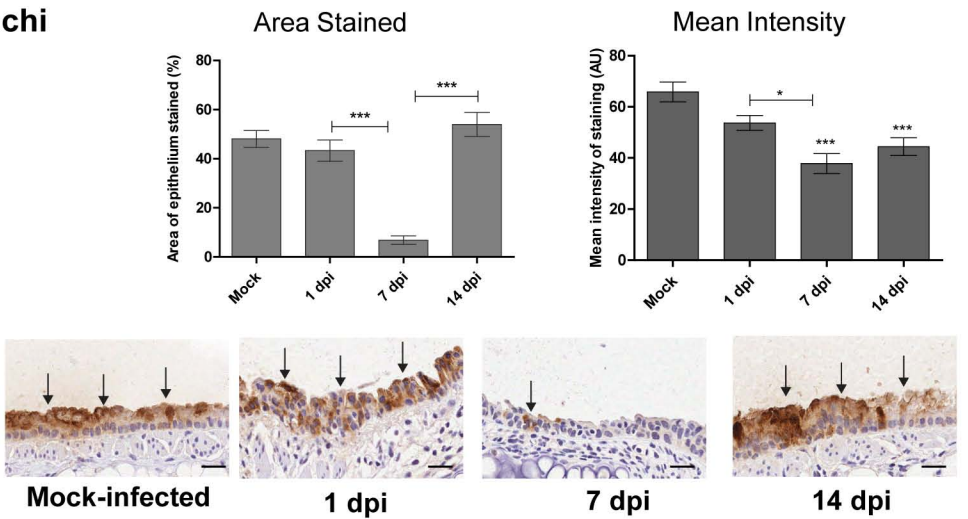 chi
Area Stained
Mean Intensity
Area of epithelium stained (%)
80
60
40
20
0
***
***
Mock
1 dpi
7 dpi
14 dpi
Mean intensity of staining (AU)
80
60
40
20
0
*
***
***
Mock
1 dpi
7 dpi
14 dpi
Mock-infected
1 dpi
7 dpi
14 dpi